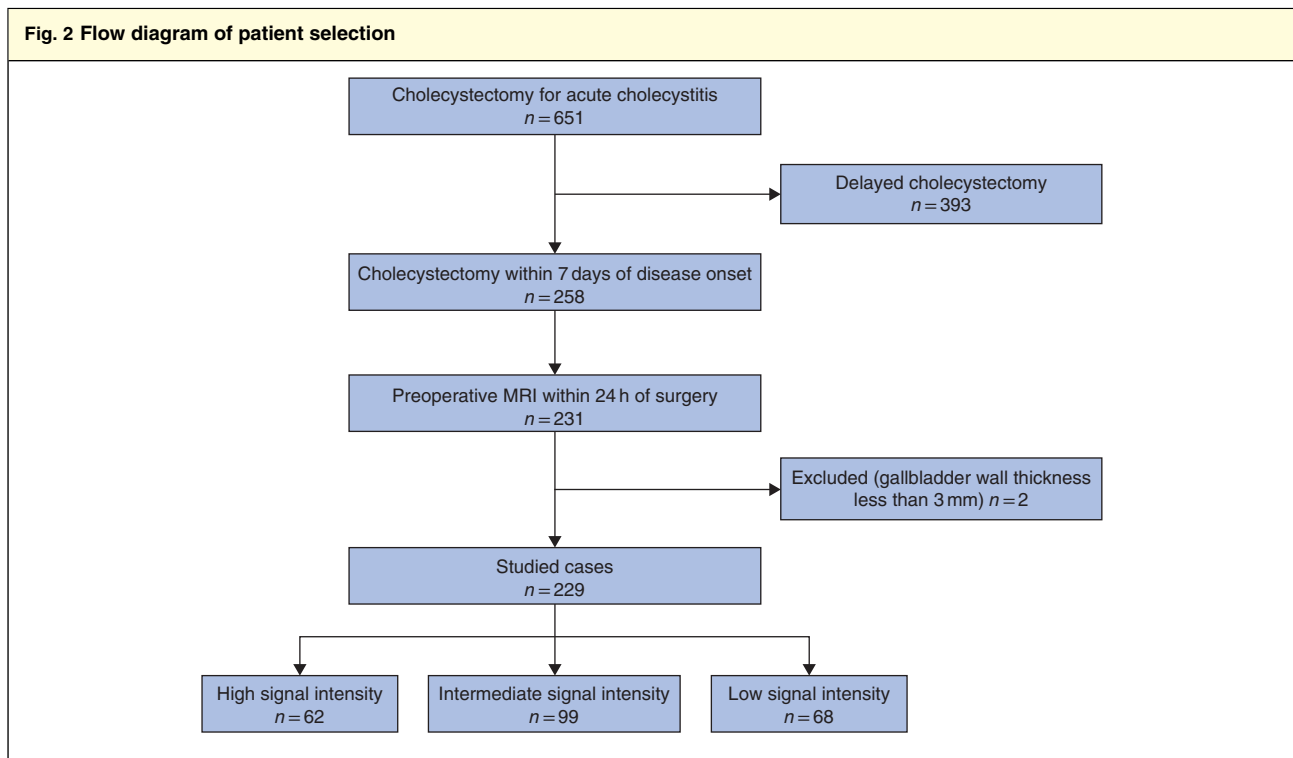 Fig. 2 Flow diagram of patient selection
Cholecystectomy for acute cholecystitis
n = 651
Delayed cholecystectomy
n = 393
Cholecystectomy within 7 days of disease onset
n = 258
Preoperative MRI within 24 h of surgery
n = 231
Excluded (gallbladder wall thickness
less than 3 mm) n = 2
Studied cases
n = 229
High signal intensity
n = 62
Intermediate signal intensity
n = 99
Low signal intensity
n = 68